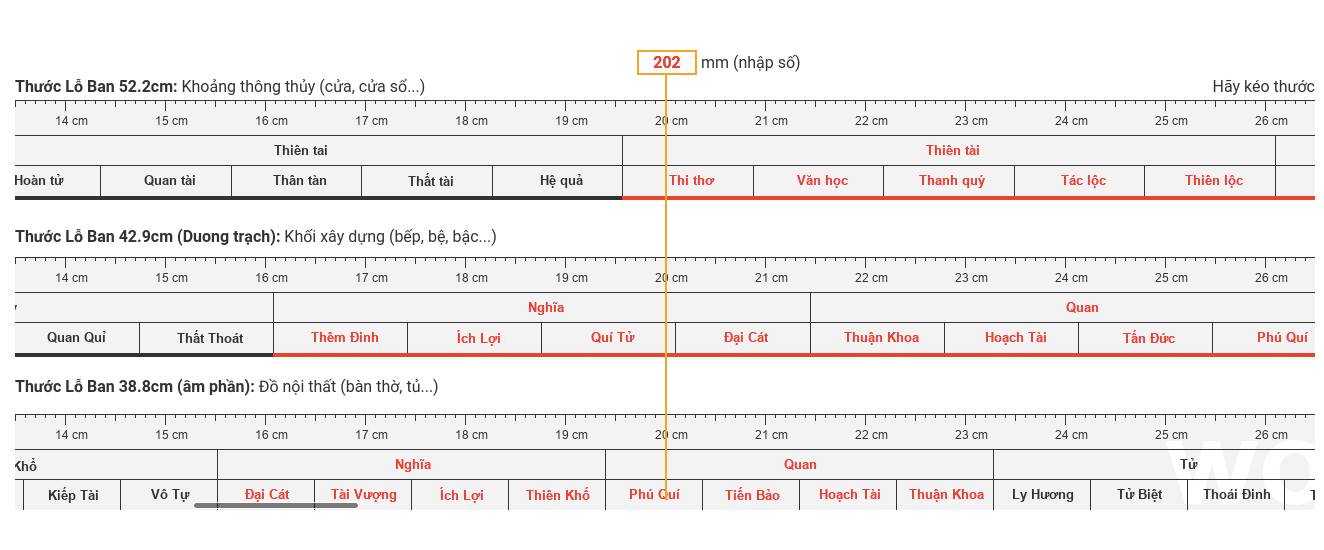 202 mm (nhập số)
Thước Lỗ Ban 52.2cm: Khoảng thông thủy (cửa, cửa sổ...) Hãy kéo thước
14 cm 15 cm 16 cm 17 cm 18 cm 19 cm 20 cm 21 cm 22 cm 23 cm 24 cm 25 cm 26 cm
Thiên tai Thiên tài
Hoàn tử Quan tài Thân tàn Thất tài Hệ quả Thi thơ Văn học Thanh quý Tác lộc Thiên lộc
Thước Lỗ Ban 42.9cm (Duong trạch): Khối xây dựng (bếp, bệ, bậc...)
14 cm 15 cm 16 cm 17 cm 18 cm 19 cm 20 cm 21 cm 22 cm 23 cm 24 cm 25 cm 26 cm
Nghĩa Quan
Quan Quỉ Thất Thoát Thêm Đinh Ích Lợi Quí Tử Đại Cát Thuận Khoa Hoạch Tài Tấn Đức Phú Quí
Thước Lỗ Ban 38.8cm (âm phần): Đồ nội thất (bàn thờ, tủ...)
14 cm 15 cm 16 cm 17 cm 18 cm 19 cm 20 cm 21 cm 22 cm 23 cm 24 cm 25 cm 26 cm
Khổ Nghĩa Quan Tử
Kiếp Tài Vô Tự Đại Cát Tài Vượng Ích Lợi Thiên Khố Phú Quí Tiến Bảo Hoạch Tài Thuận Khoa Ly Hương Tử Biệt Thoái Đinh